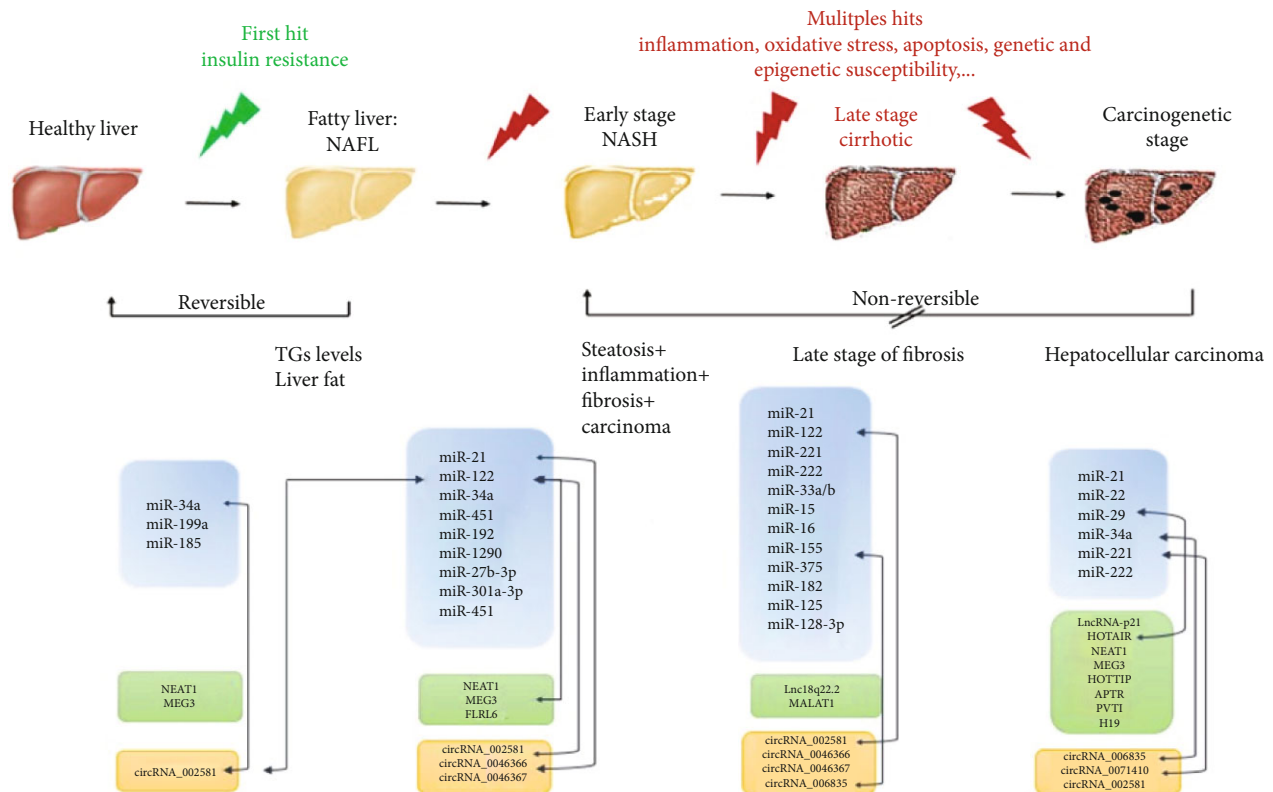 First hit
insulin resistance
Mulitples hits
inflammation, oxidative stress, apoptosis, genetic and
epigenetic susceptibility,...
Healthy liver
Fatty liver:
NAFL
Early stage
NASH
Late stage
cirrhotic
Carcinogenetic
stage
Reversible
Non-reversible
TGs levels
Liver fat
Steatosis+
inflammation+
fibrosis+
carcinoma
Late stage of fibrosis
Hepatocellular carcinoma
miR-34a
miR-199a
miR-185
NEAT1
MEG3
circRNA_002581
miR-21
miR-122
miR-34a
miR-451
miR-192
miR-1290
miR-27b-3p
miR-301a-3p
miR-451
NEAT1
MEG3
FLRL6
circRNA_002581
circRNA_0046366
circRNA_0046367
miR-21
miR-122
miR-221
miR-222
miR-33a/b
miR-15
miR-16
miR-155
miR-375
miR-182
miR-125
miR-128-3p
Lnc18q22.2
MALAT1
circRNA_002581
circRNA_0046366
circRNA_0046367
circRNA_006835
miR-21
miR-22
miR-29
miR-34a
miR-221
miR-222
LncRNA-p21
HOTAIR
NEAT1
MEG3
HOTTIP
APTR
PVTI
H19
circRNA_006835
circRNA_0071410
circRNA_002581